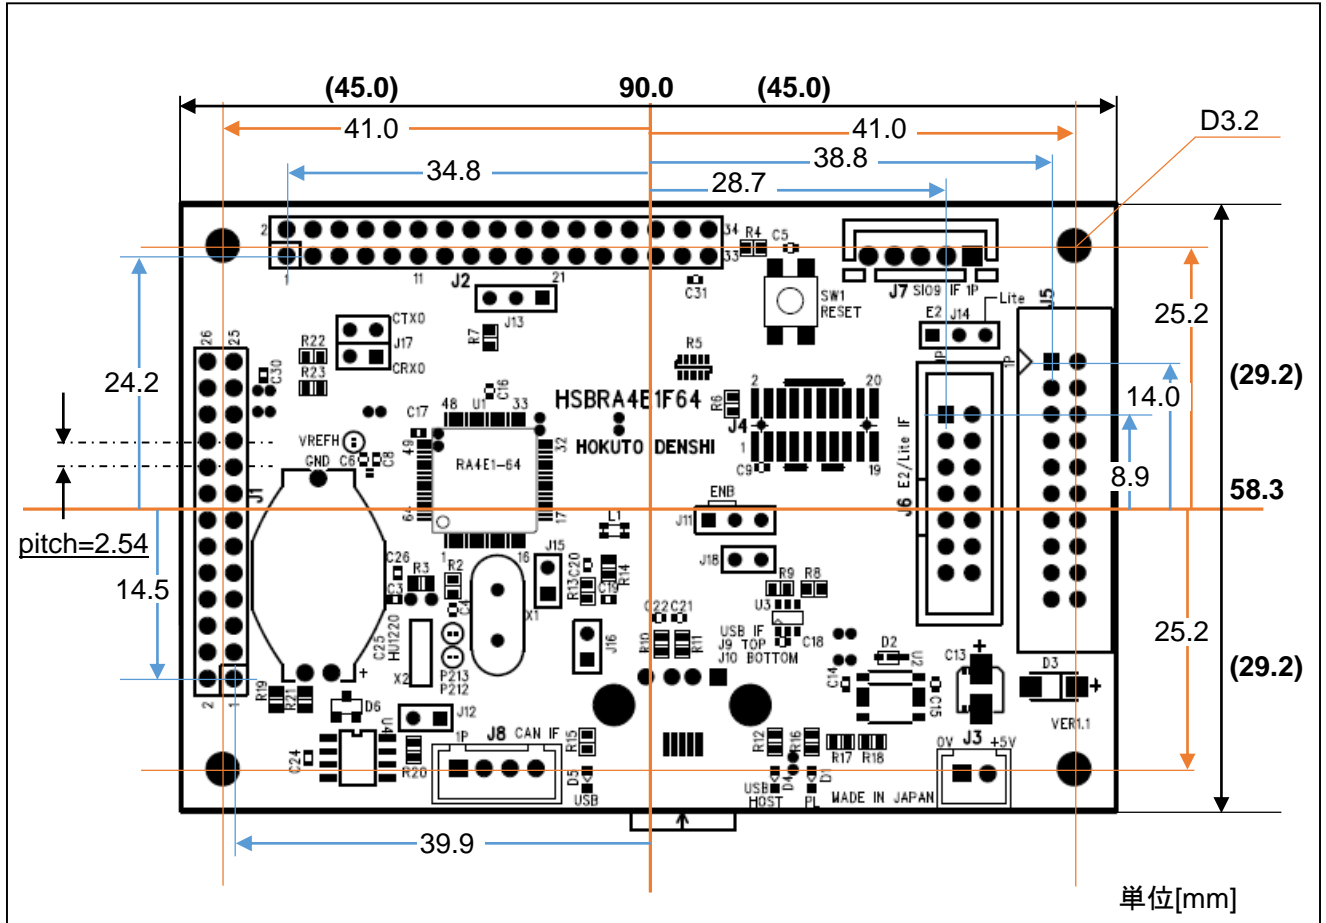 (45.0) 90.0 (45.0)
41.0 41.0
D3.2
38.8
34.8
28.7
2 34
1 11 21 33
J2
J13
R4 C5
C31
SW1
RESET
J7 SIO9 IF 1P
Lite
E2 J14
J5
1P
1P
25.2
(29.2)
14.0
8.9
58.3
25.2
(29.2)
26 25
24.2
C30
R22
R23
CTX0
J17
CRX0
R7
R5
C16
C17 48 U1 33
49 32
RA4E1-64
64 17
1 16
HSBRA4E1F64
HOKUTO DENSHI
R6
2 20
J4
1 19
C9
VREFH
GND
C6 C8
J1
pitch=2.54
14.5
ENB
J11
J18
J6 E2/Lite IF
L1
J15
C26
R3 R2
C3
C4
X1
R13 C20
C19 R14
R9 R8
U3
C22 C21
USB IF
J9 TOP
J10 BOTTOM
C18
R10 R11
J16
C25
HU1220
X2
P213
P212
D2
U2
C14
C15
C13
+
D3
+
VER1.1
2 1
R19 R21
+
D6
J12
U4
C24
R20
J8 CAN IF
1P
R15
D5
USB
R12 R16
D4 D1
USB
HOST PL
R17 R18
J3
0V +5V
MADE IN JAPAN
39.9
単位[mm]